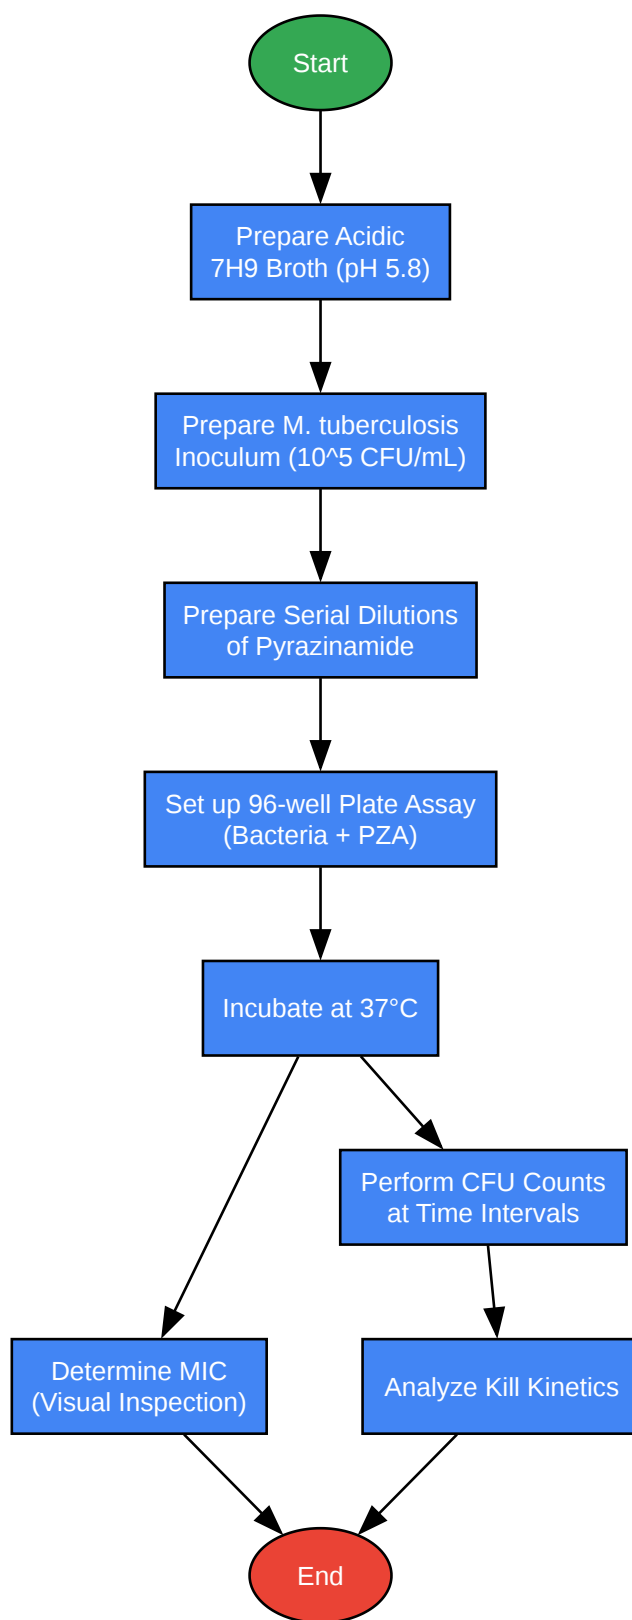 Start
Prepare Acidic
7H9 Broth (pH 5.8)
Prepare M. tuberculosis
Inoculum (10^5 CFU/mL)
Prepare Serial Dilutions
of Pyrazinamide
Set up 96-well Plate Assay
(Bacteria + PZA)
Incubate at 37°C
Perform CFU Counts
at Time Intervals
Determine MIC
(Visual Inspection)
Analyze Kill Kinetics
End